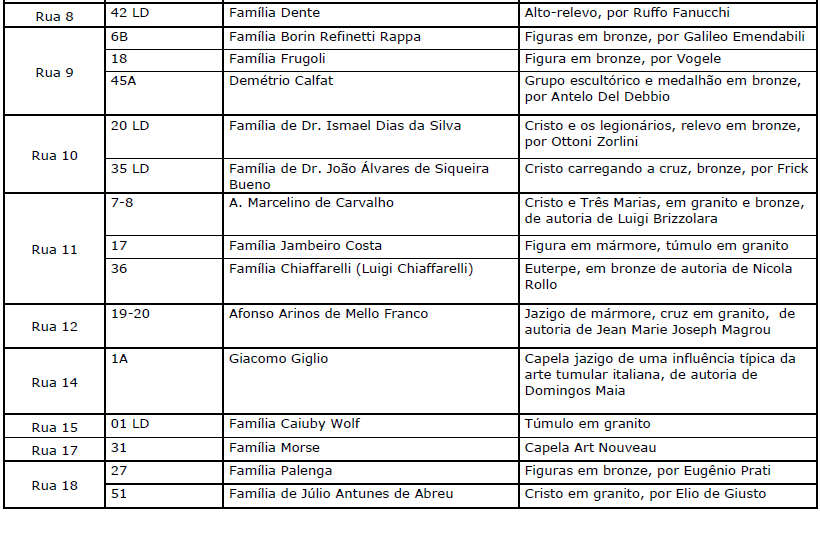 Rua 8 42 LD Família Dente Alto-relevo, por Ruffo Fanucchi
Rua 9
6B Família Borin Refinetti Rappa Figuras em bronze, por Galileo Emendabili
18 Família Frugoli Figura em bronze, por Vogele
45A Demétrio Calfat Grupo escultórico e medalhão em bronze,
por Antelo Del Debbio
Rua 10
20 LD Família de Dr. Ismael Dias da Silva Cristo e os legionários, relevo em bronze,
por Ottoni Zorlini
35 LD Família de Dr. João Álvares de Siqueira Cristo carregando a cruz, bronze, por Frick
Bueno
Rua 11
7-8 A. Marcelino de Carvalho Cristo e Três Marias, em granito e bronze,
de autoria de Luigi Brizzolara
17 Família Jambeiro Costa Figura em mármore, túmulo em granito
36 Família Chiaffarelli (Luigi Chiaffarelli) Euterpe, em bronze de autoria de Nicola
Rollo
Rua 12
19-20 Afonso Arinos de Mello Franco Jazigo de mármore, cruz em granito,  de
autoria de Jean Marie Joseph Magrou
Rua 14
1A Giacomo Giglio Capela jazigo de uma influência típica da
arte tumular italiana, de autoria de
Domingos Maia
Rua 15 01 LD Família Caiuby Wolf Túmulo em granito
Rua 17 31 Família Morse Capela Art Nouveau
Rua 18
27 Família Palenga Figuras em bronze, por Eugênio Prati
51 Família de Júlio Antunes de Abreu Cristo em granito, por Elio de Giusto